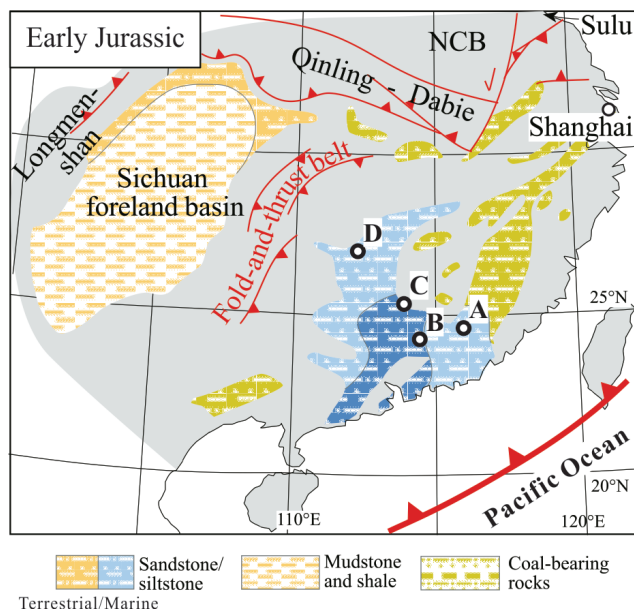 Early Jurassic
NCB
Sulu
Qinling - Dabie
Longmen-
shan
Shanghai
Sichuan
foreland basin
Fold-and-thrust belt
D
C
A
B
25°N
Pacific Ocean
20°N
110°E
120°E
Sandstone/
siltstone
Mudstone
and shale
Coal-bearing
rocks
Terrestrial/Marine